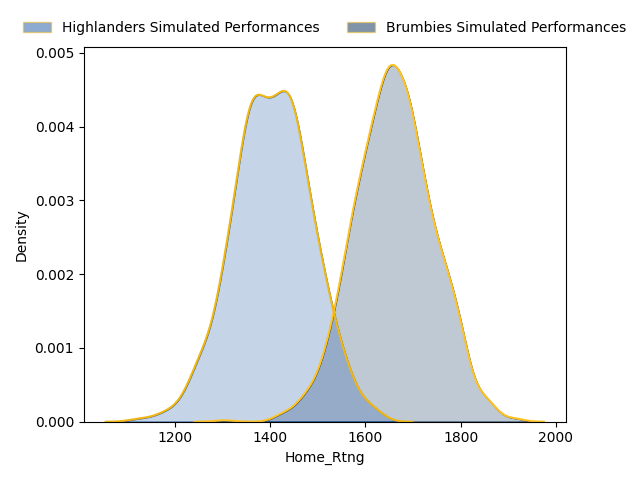 Highlanders Simulated Performances Brumbies Simulated Performances
0.005
0.004
0.003
0.002
0.001
0.000
Density
1200 1400 1600 1800 2000
Home_Rtng